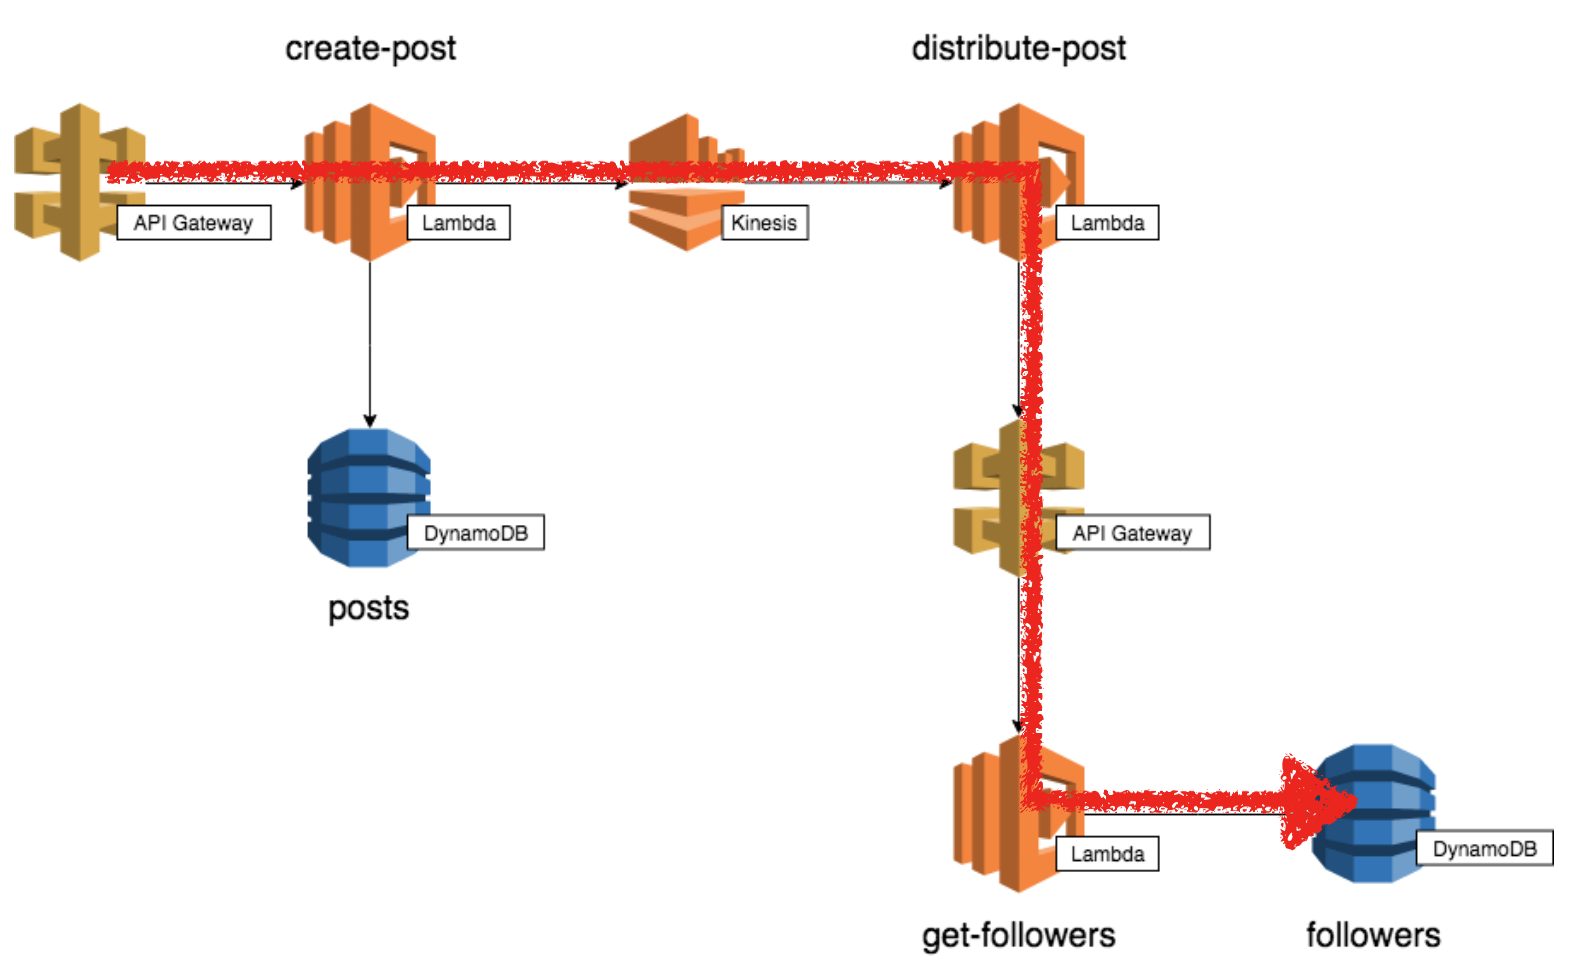 create-post
distribute-post
API Gateway
Lambda
Kinesis
Lambda
DynamoDB
API Gateway
posts
Lambda
DynamoDB
get-followers
followers